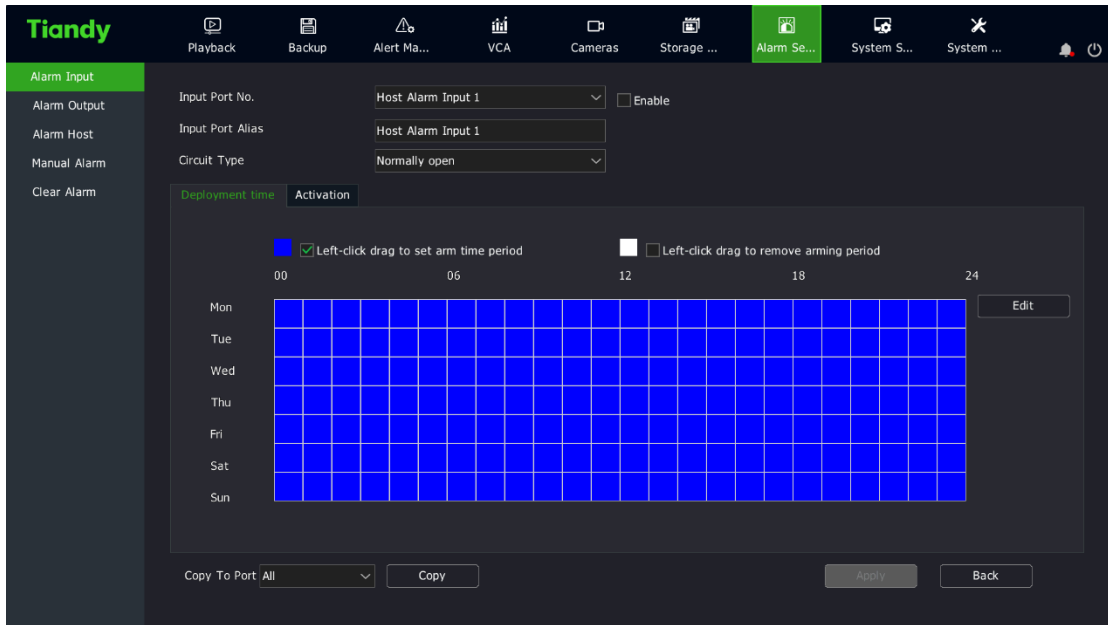 Tiandy
Playback Backup Alert Ma... VCA Cameras Storage ... Alarm Se... System S... System ...
Alarm Input
Alarm Output
Alarm Host
Manual Alarm
Clear Alarm
Input Port No. Host Alarm Input 1 Enable
Input Port Alias Host Alarm Input 1
Circuit Type Normally open
Deployment time Activation
Left-click drag to set arm time period Left-click drag to remove arming period
00 06 12 18 24
Mon Edit
Tue
Wed
Thu
Fri
Sat
Sun
Copy To Port All Copy Apply Back